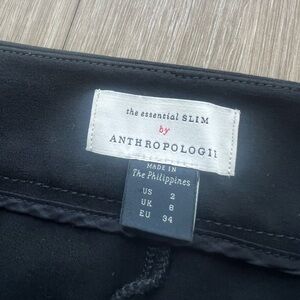 the essential SLIM
by
ANTHROPOLOGIE
MADE IN
The Philippines
US 2
UK 6
EU 34